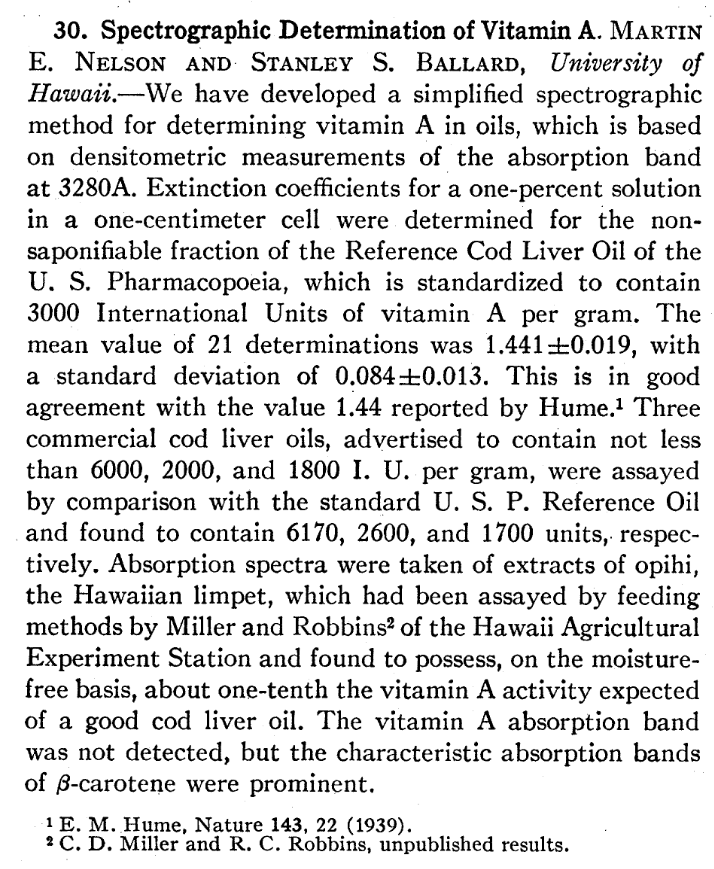 30. Spectrographic Determination of Vitamin A. MARTIN
E. NELSON AND STANLEY S. BALLARD, University of
Hawaii.—We have developed a simplified spectrographic
method for determining vitamin A in oils, which is based
on densitometric measurements of the absorption band
at 3280A. Extinction coefficients for a one-percent solution
in a one-centimeter cell were determined for the non-
saponifiable fraction of the Reference Cod Liver Oil of the
U. S. Pharmacopoeia, which is standardized to contain
3000 International Units of vitamin A per gram. The
mean value of 21 determinations was 1.441±0.019, with
a standard deviation of 0.084±0.013. This is in good
agreement with the value 1.44 reported by Hume.¹ Three
commercial cod liver oils, advertised to contain not less
than 6000, 2000, and 1800 I. U. per gram, were assayed
by comparison with the standard U. S. P. Reference Oil
and found to contain 6170, 2600, and 1700 units, respec-
tively. Absorption spectra were taken of extracts of opihi,
the Hawaiian limpet, which had been assayed by feeding
methods by Miller and Robbins² of the Hawaii Agricultural
Experiment Station and found to possess, on the moisture-
free basis, about one-tenth the vitamin A activity expected
of a good cod liver oil. The vitamin A absorption band
was not detected, but the characteristic absorption bands
of β-carotene were prominent.
¹ E. M. Hume, Nature 143, 22 (1939).
² C. D. Miller and R. C. Robbins, unpublished results.